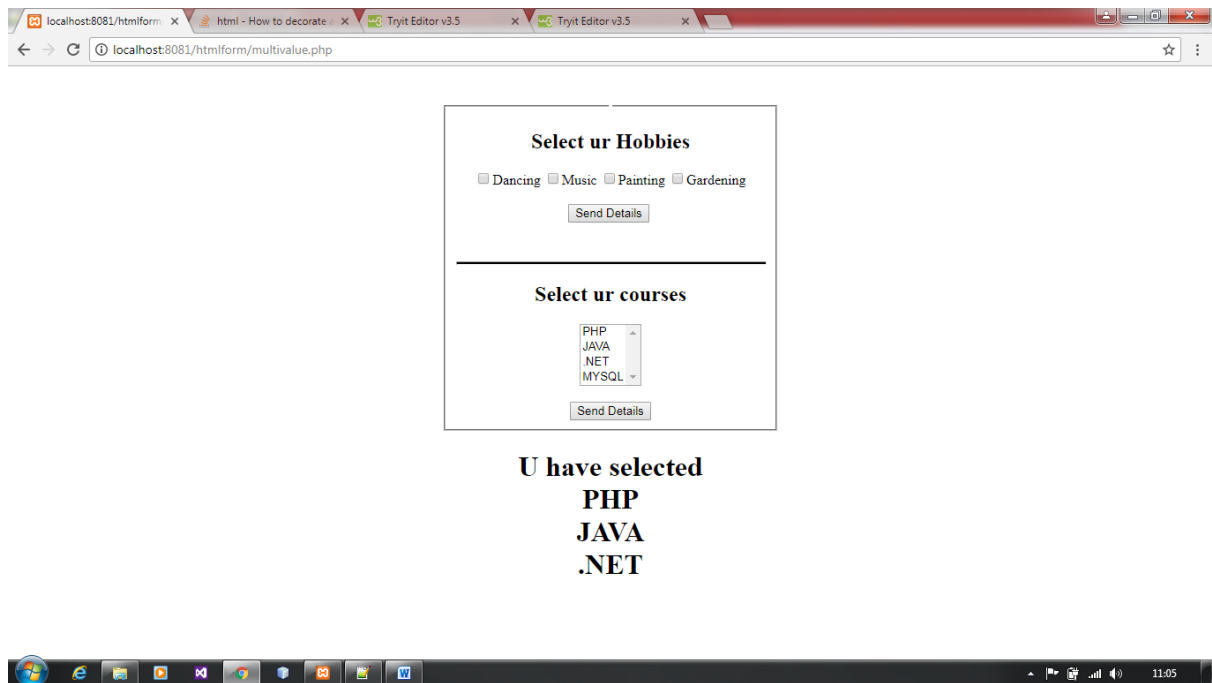 localhost:8081/htmlform
html - How to decorate a
Tryit Editor v3.5
Tryit Editor v3.5
localhost:8081/htmlform/multivalue.php
Select ur Hobbies
Dancing Music Painting Gardening
Send Details
Select ur courses
PHP
JAVA
.NET
MYSQL
Send Details
U have selected
PHP
JAVA
.NET
11:05